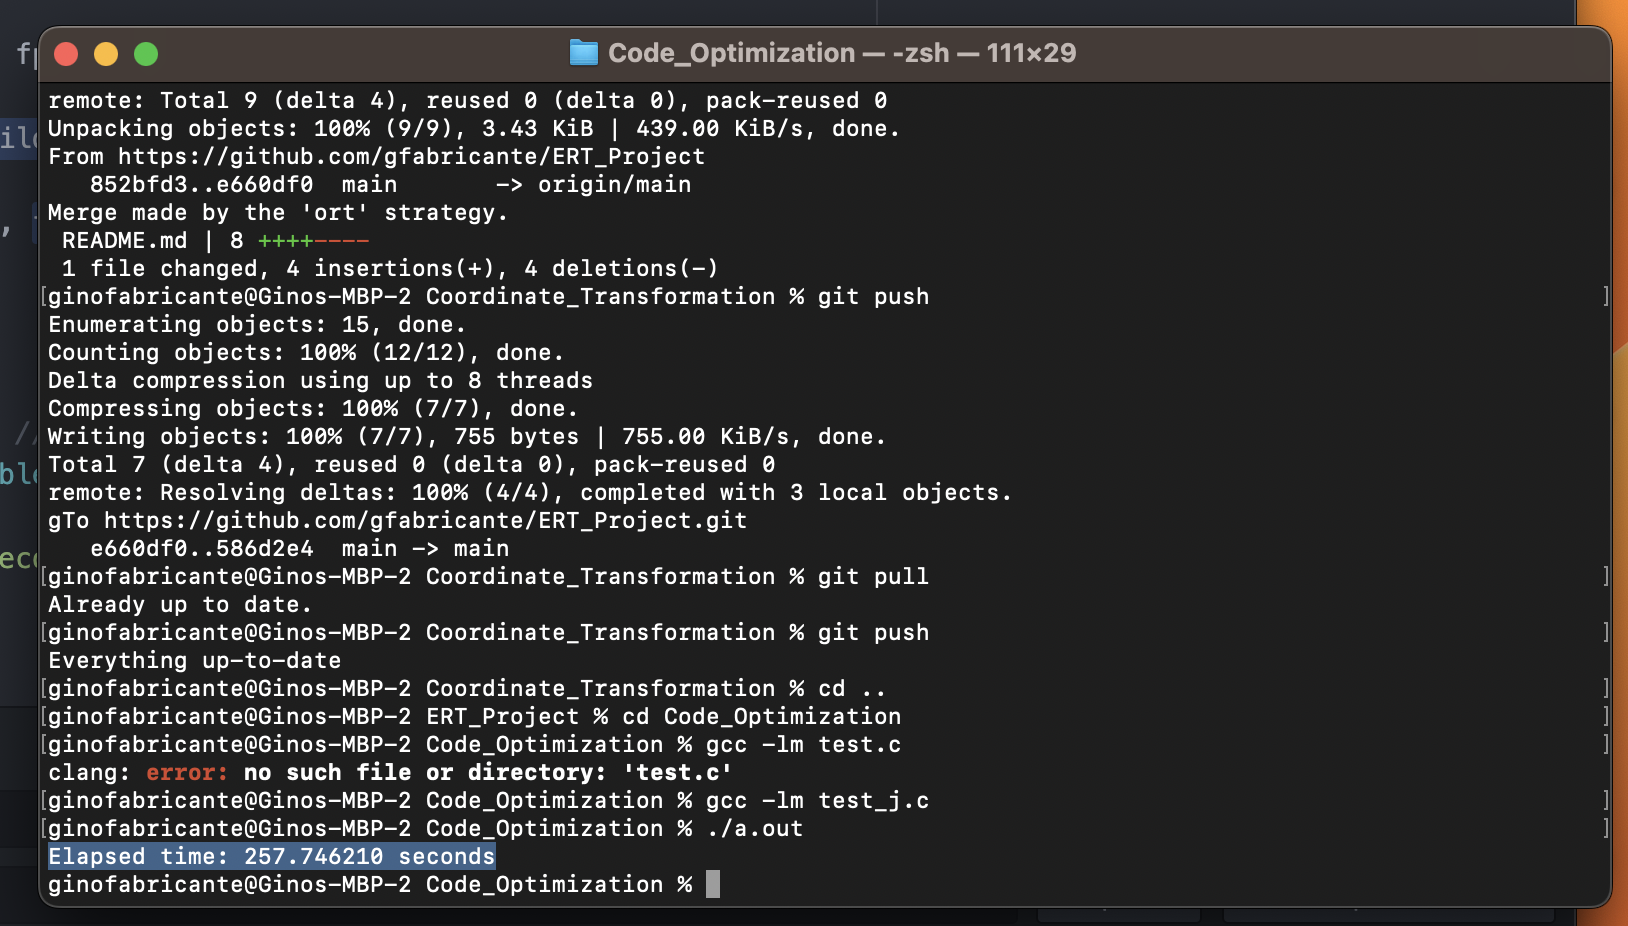 Code_Optimization — -zsh — 111×29
remote: Total 9 (delta 4), reused 0 (delta 0), pack-reused 0
Unpacking objects: 100% (9/9), 3.43 KiB | 439.00 KiB/s, done.
From https://github.com/gfabricante/ERT_Project
   852bfd3..e660df0  main       -> origin/main
Merge made by the 'ort' strategy.
 README.md | 8 ++++----
 1 file changed, 4 insertions(+), 4 deletions(-)
[ginofabricante@Ginos-MBP-2 Coordinate_Transformation % git push ]
Enumerating objects: 15, done.
Counting objects: 100% (12/12), done.
Delta compression using up to 8 threads
Compressing objects: 100% (7/7), done.
Writing objects: 100% (7/7), 755 bytes | 755.00 KiB/s, done.
Total 7 (delta 4), reused 0 (delta 0), pack-reused 0
remote: Resolving deltas: 100% (4/4), completed with 3 local objects.
gTo https://github.com/gfabricante/ERT_Project.git
   e660df0..586d2e4  main -> main
[ginofabricante@Ginos-MBP-2 Coordinate_Transformation % git pull ]
Already up to date.
[ginofabricante@Ginos-MBP-2 Coordinate_Transformation % git push ]
Everything up-to-date
[ginofabricante@Ginos-MBP-2 Coordinate_Transformation % cd .. ]
[ginofabricante@Ginos-MBP-2 ERT_Project % cd Code_Optimization ]
[ginofabricante@Ginos-MBP-2 Code_Optimization % gcc -lm test.c ]
clang: error: no such file or directory: 'test.c'
[ginofabricante@Ginos-MBP-2 Code_Optimization % gcc -lm test_j.c ]
[ginofabricante@Ginos-MBP-2 Code_Optimization % ./a.out ]
Elapsed time: 257.746210 seconds
ginofabricante@Ginos-MBP-2 Code_Optimization %